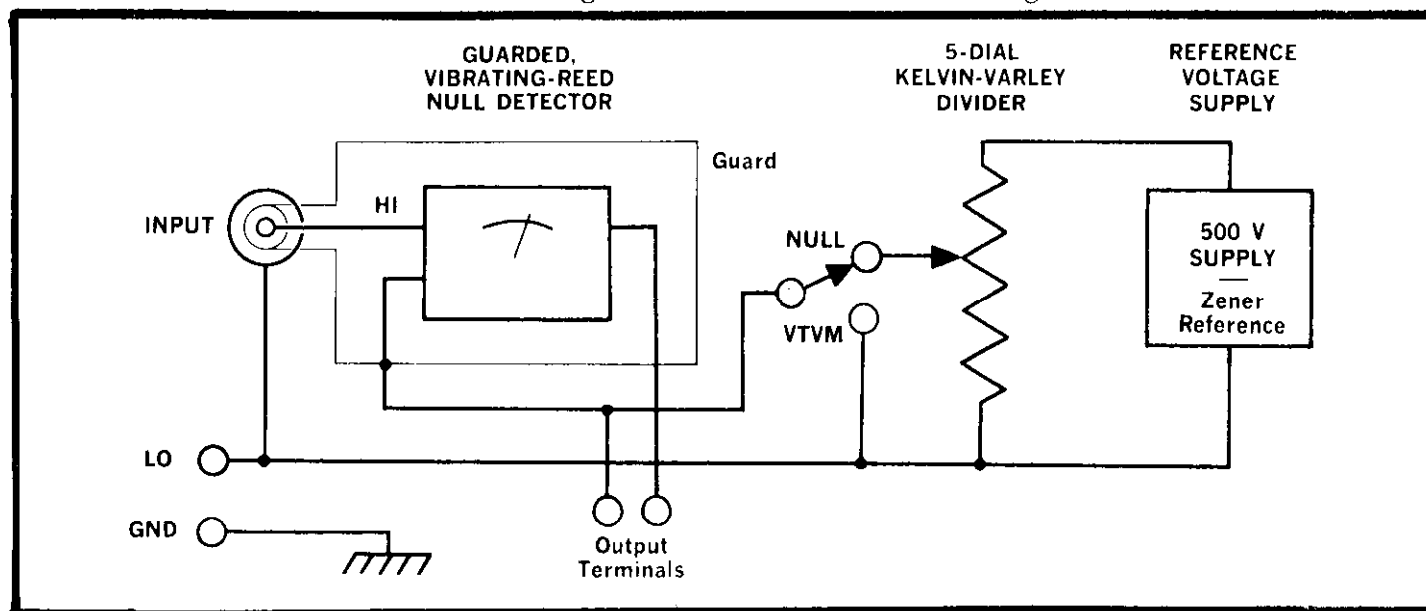 GUARDED,
VIBRATING-REED
NULL DETECTOR
5-DIAL
KELVIN-VARLEY
DIVIDER
REFERENCE
VOLTAGE
SUPPLY
Guard
INPUT
HI
NULL
VTVM
500 V
SUPPLY
Zener
Reference
LO
GND
Output
Terminals